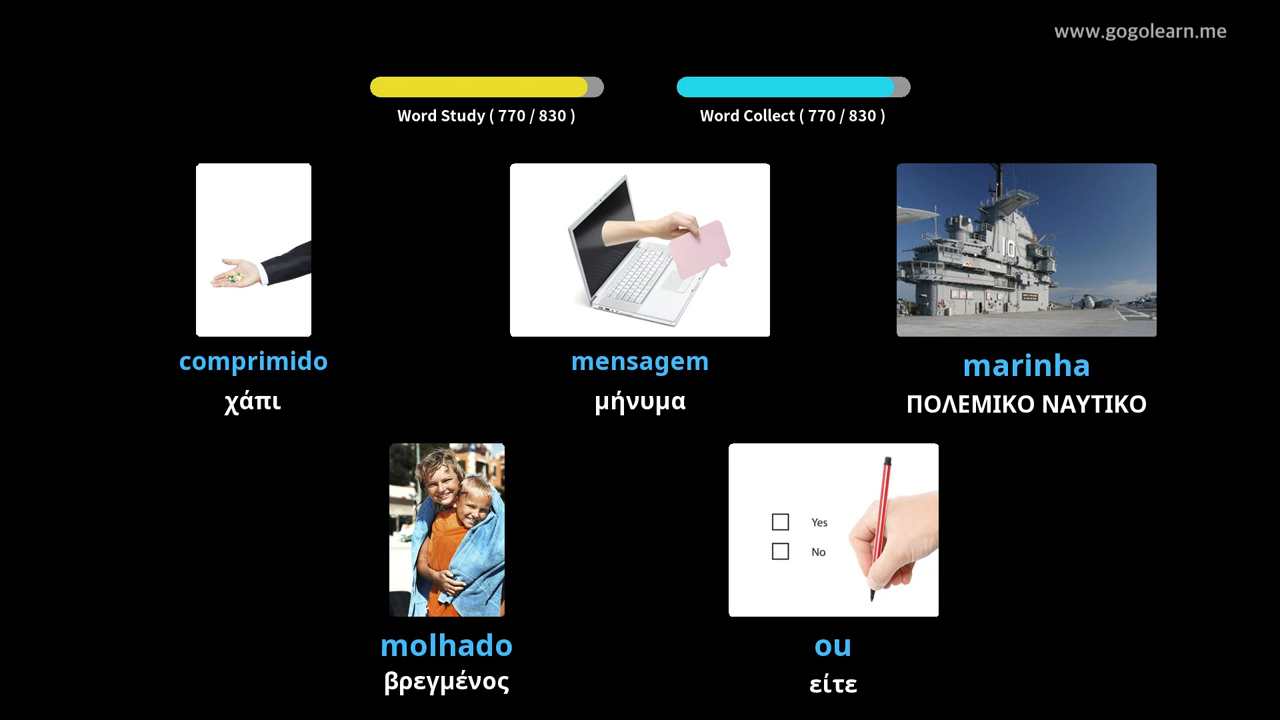 www.gogolearn.me
Word Study ( 770 / 830 )
Word Collect ( 770 / 830 )
comprimido
χάπι
mensagem
μήνυμα
marinha
ΠΟΛΕΜΙΚΟ ΝΑΥΤΙΚΟ
molhado
βρεγμένος
Yes
No
ou
είτε